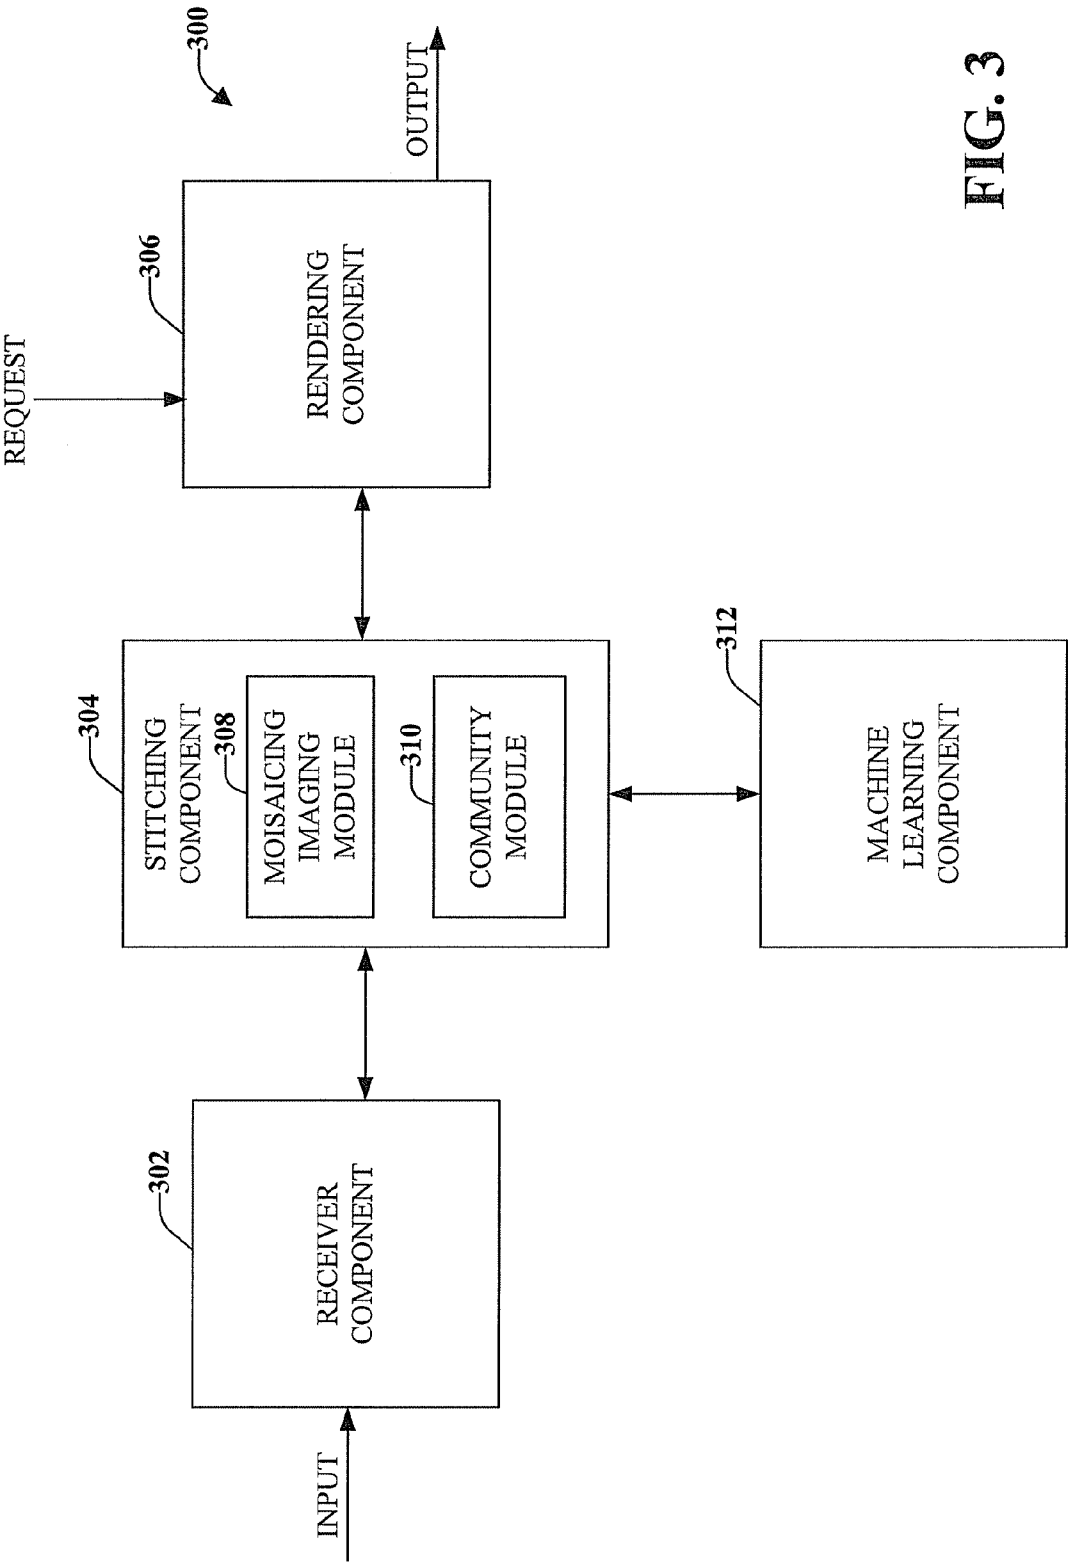 300
REQUEST
306
RENDERING
COMPONENT
OUTPUT
304
STITCHING
COMPONENT
308
MOISAICING
IMAGING
MODULE
310
COMMUNITY
MODULE
302
RECEIVER
COMPONENT
INPUT
312
MACHINE
LEARNING
COMPONENT
FIG. 3